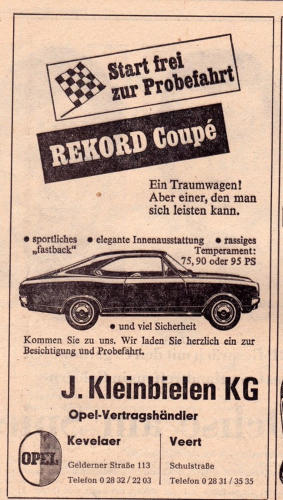 Start frei
zur Probefahrt
REKORD Coupé
Ein Traumwagen!
Aber einer, den man
sich leisten kann.
• sportliches „fastback“
• elegante Innenausstattung
• rassiges Temperament:
75, 90 oder 95 PS
• und viel Sicherheit
Kommen Sie zu uns. Wir laden Sie herzlich ein zur
Besichtigung und Probefahrt.
J. Kleinbielen KG
Opel-Vertragshändler
OPEL
Kevelaer
Gelderner Straße 113
Telefon 0 28 32 / 22 03
Veert
Schulstraße
Telefon 0 28 31 / 35 35